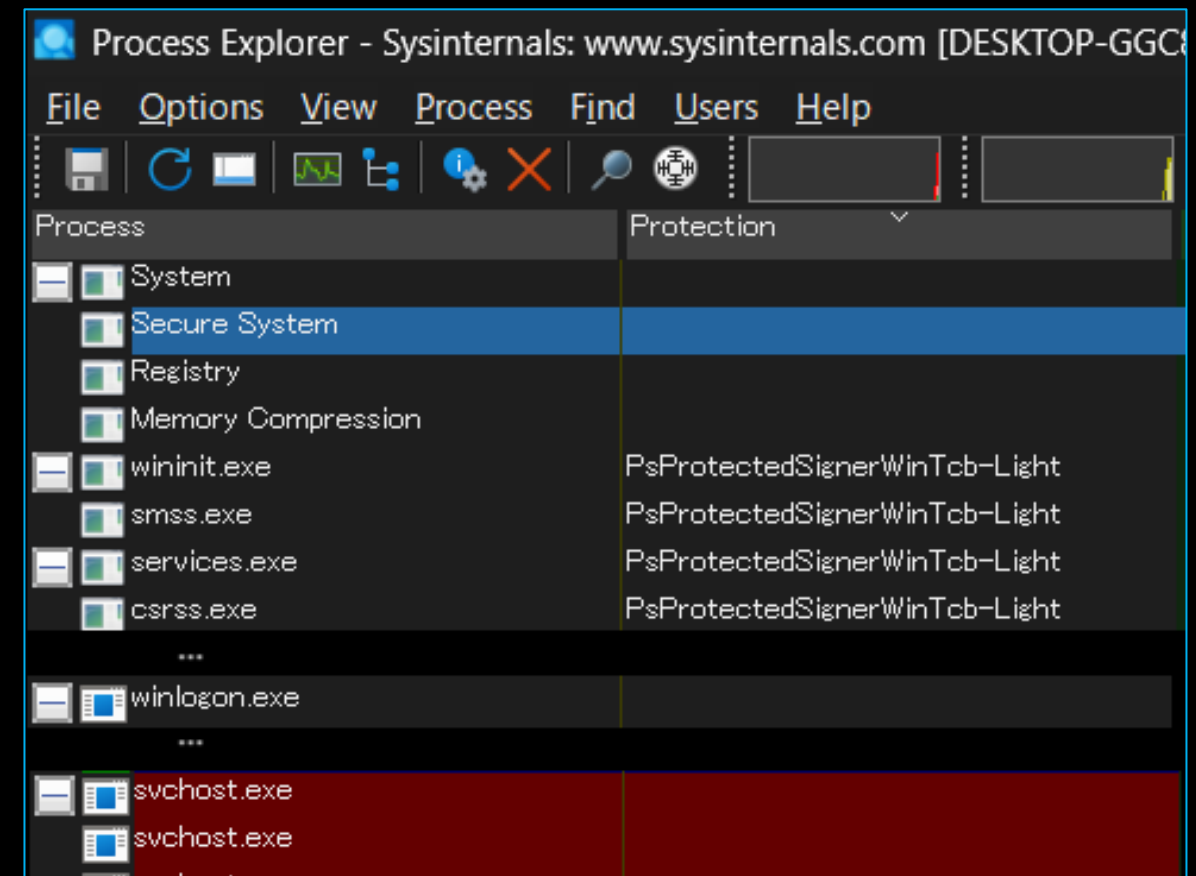 Process Explorer - Sysinternals: www.sysinternals.com [DESKTOP-GGC
File Options View Process Find Users Help
Process Protection
System
Secure System
Registry
Memory Compression
wininit.exe PsProtectedSignerWinTcb-Light
smss.exe PsProtectedSignerWinTcb-Light
services.exe PsProtectedSignerWinTcb-Light
csrss.exe PsProtectedSignerWinTcb-Light
...
winlogon.exe
...
svchost.exe
svchost.exe